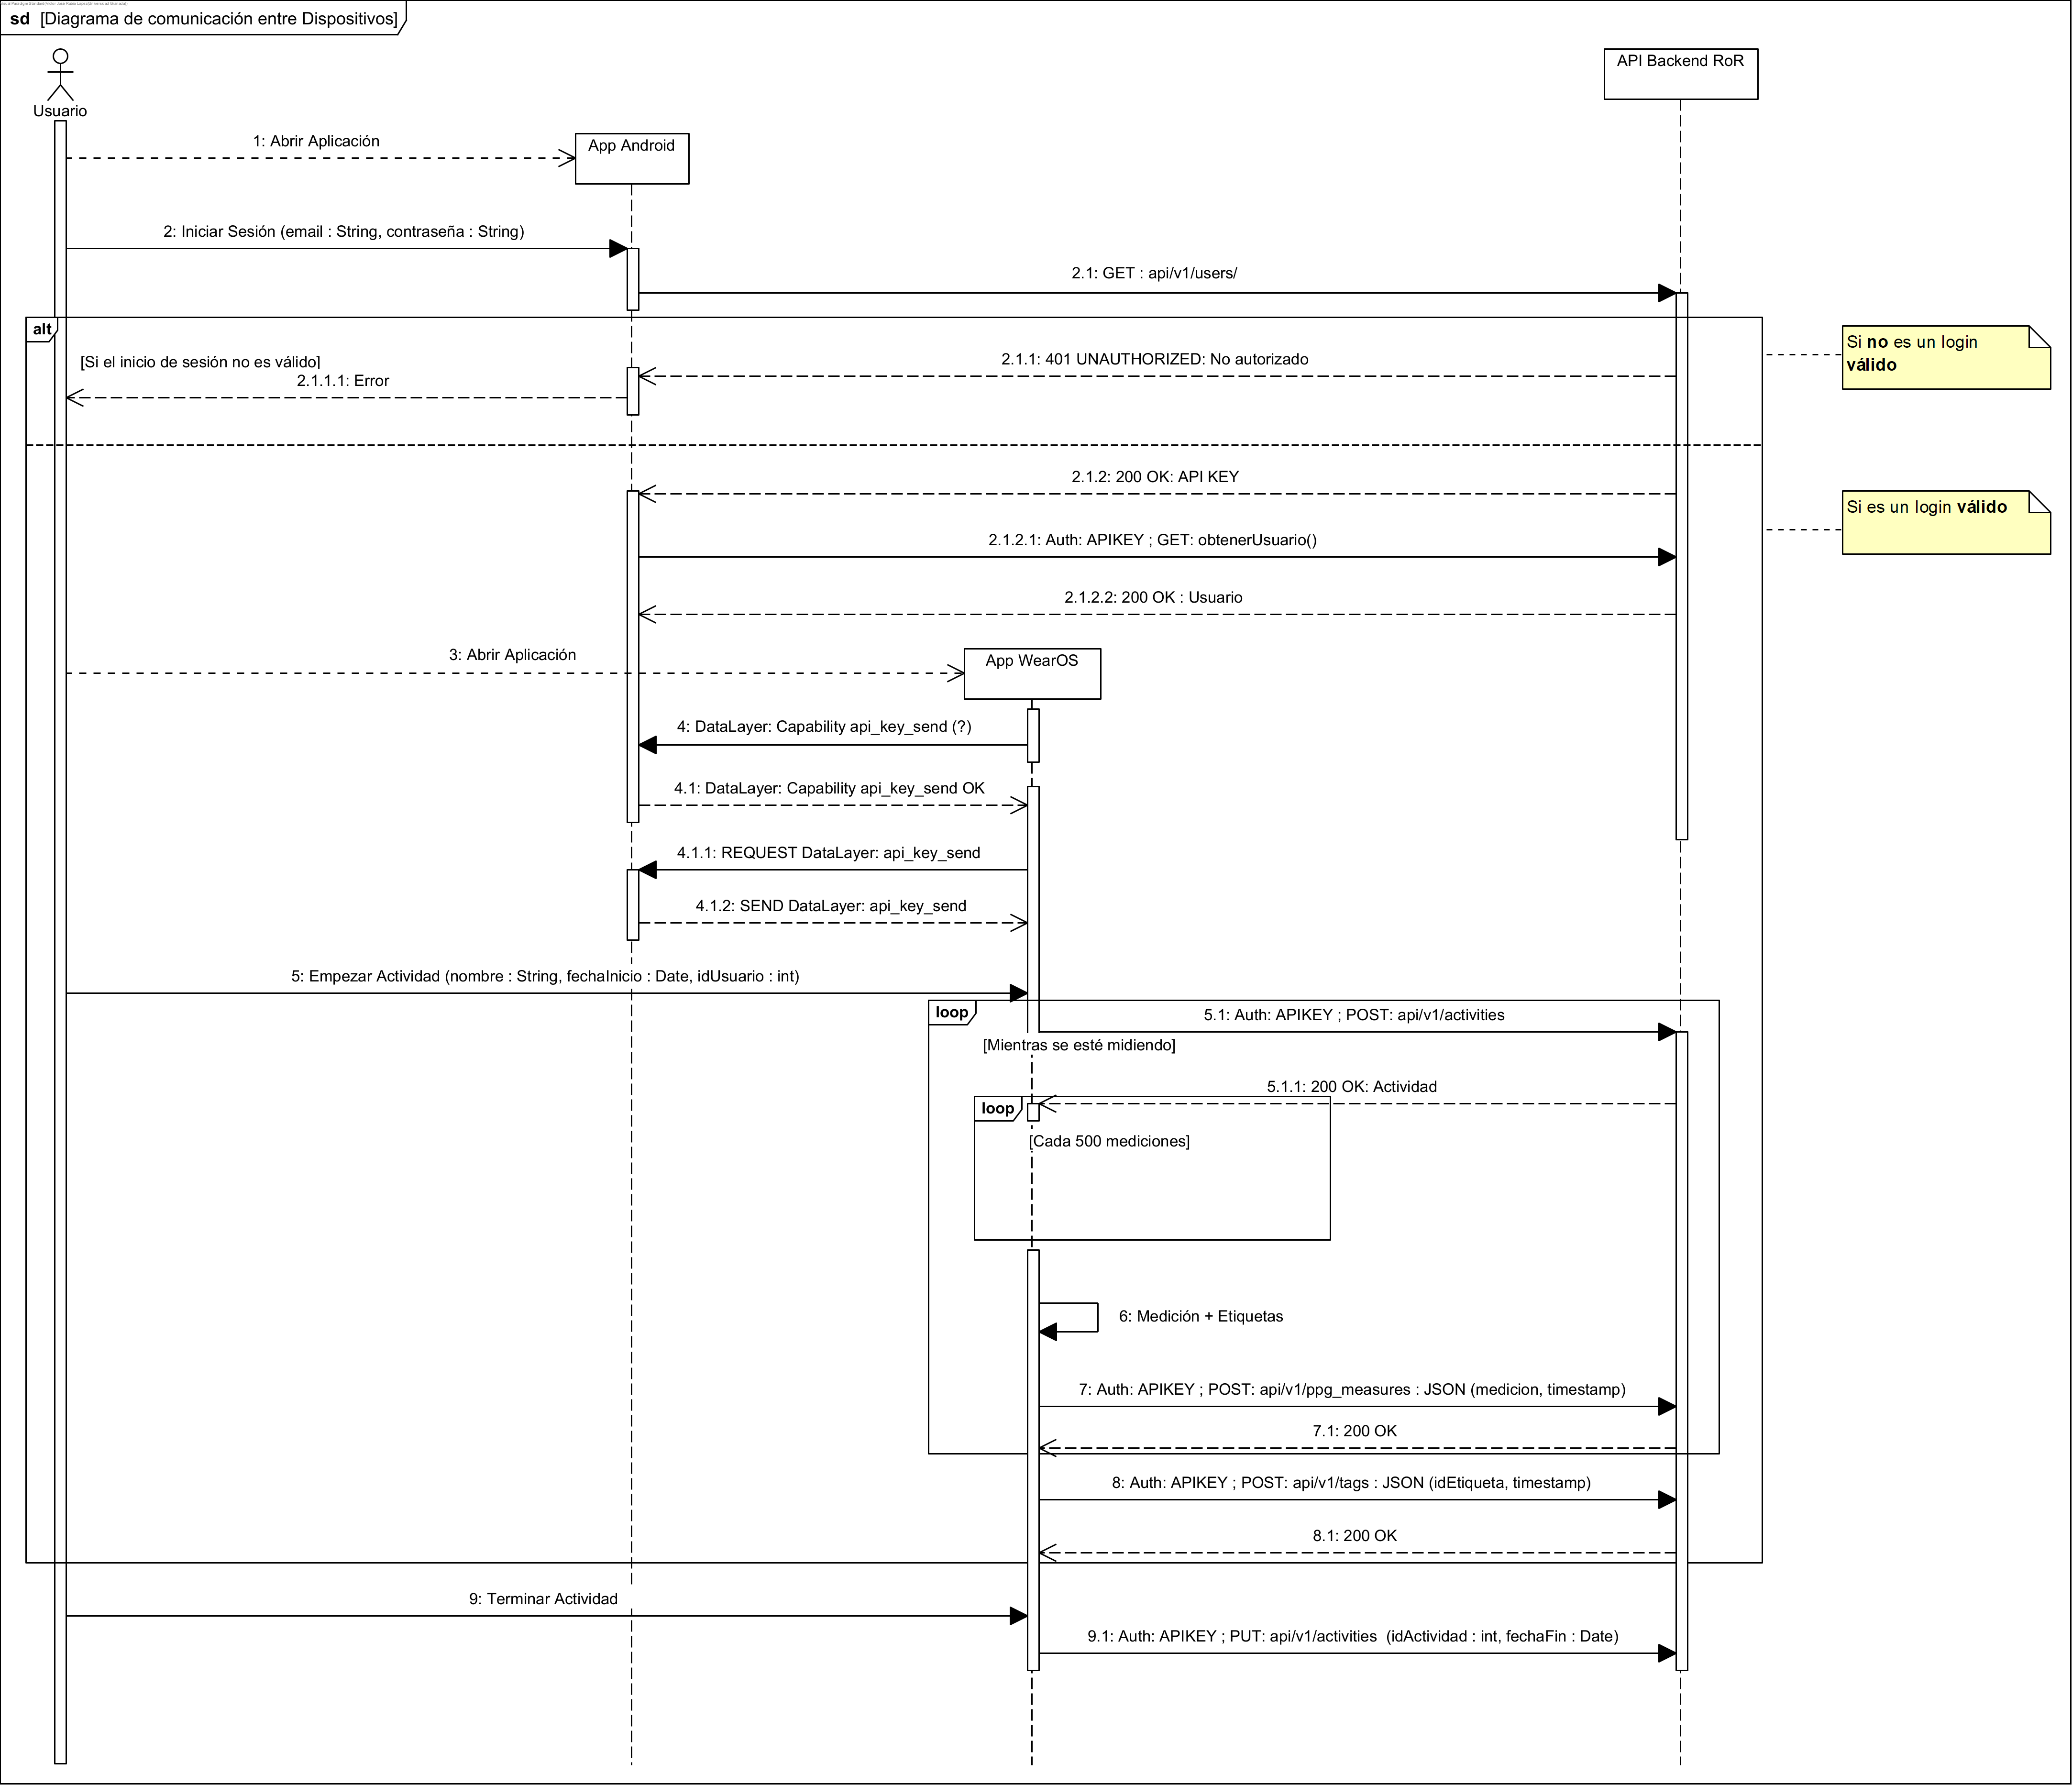 Visual Paradigm Standard
sd [Diagrama de comunicación entre Dispositivos]
Usuario
API Backend RoR
1: Abrir Aplicación
App Android
2: Iniciar Sesión (email : String, contraseña : String)
2.1: GET : api/v1/users/
alt
[Si el inicio de sesión no es válido]
2.1.1: 401 UNAUTHORIZED: No autorizado
2.1.1.1: Error
Si no es un login
válido
2.1.2: 200 OK: API KEY
Si es un login válido
2.1.2.1: Auth: APIKEY ; GET: obtenerUsuario()
2.1.2.2: 200 OK : Usuario
3: Abrir Aplicación
App WearOS
4: DataLayer: Capability api_key_send (?)
4.1: DataLayer: Capability api_key_send OK
4.1.1: REQUEST DataLayer: api_key_send
4.1.2: SEND DataLayer: api_key_send
5: Empezar Actividad (nombre : String, fechaInicio : Date, idUsuario : int)
loop
5.1: Auth: APIKEY ; POST: api/v1/activities
[Mientras se esté midiendo]
5.1.1: 200 OK: Actividad
loop
[Cada 500 mediciones]
6: Medición + Etiquetas
7: Auth: APIKEY ; POST: api/v1/ppg_measures : JSON (medicion, timestamp)
7.1: 200 OK
8: Auth: APIKEY ; POST: api/v1/tags : JSON (idEtiqueta, timestamp)
8.1: 200 OK
9: Terminar Actividad
9.1: Auth: APIKEY ; PUT: api/v1/activities  (idActividad : int, fechaFin : Date)